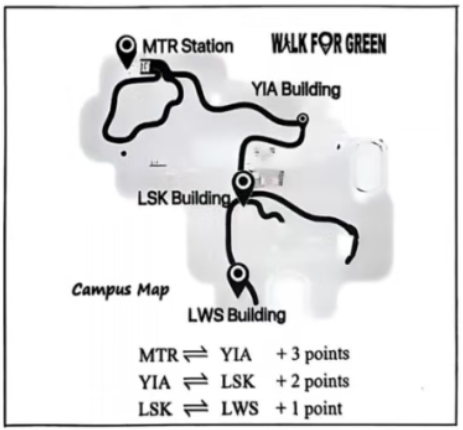 MTR Station
WALK FOR GREEN
YIA Building
LSK Building
Campus Map
LWS Building
MTR ⇌ YIA + 3 points
YIA ⇌ LSK + 2 points
LSK ⇌ LWS + 1 point